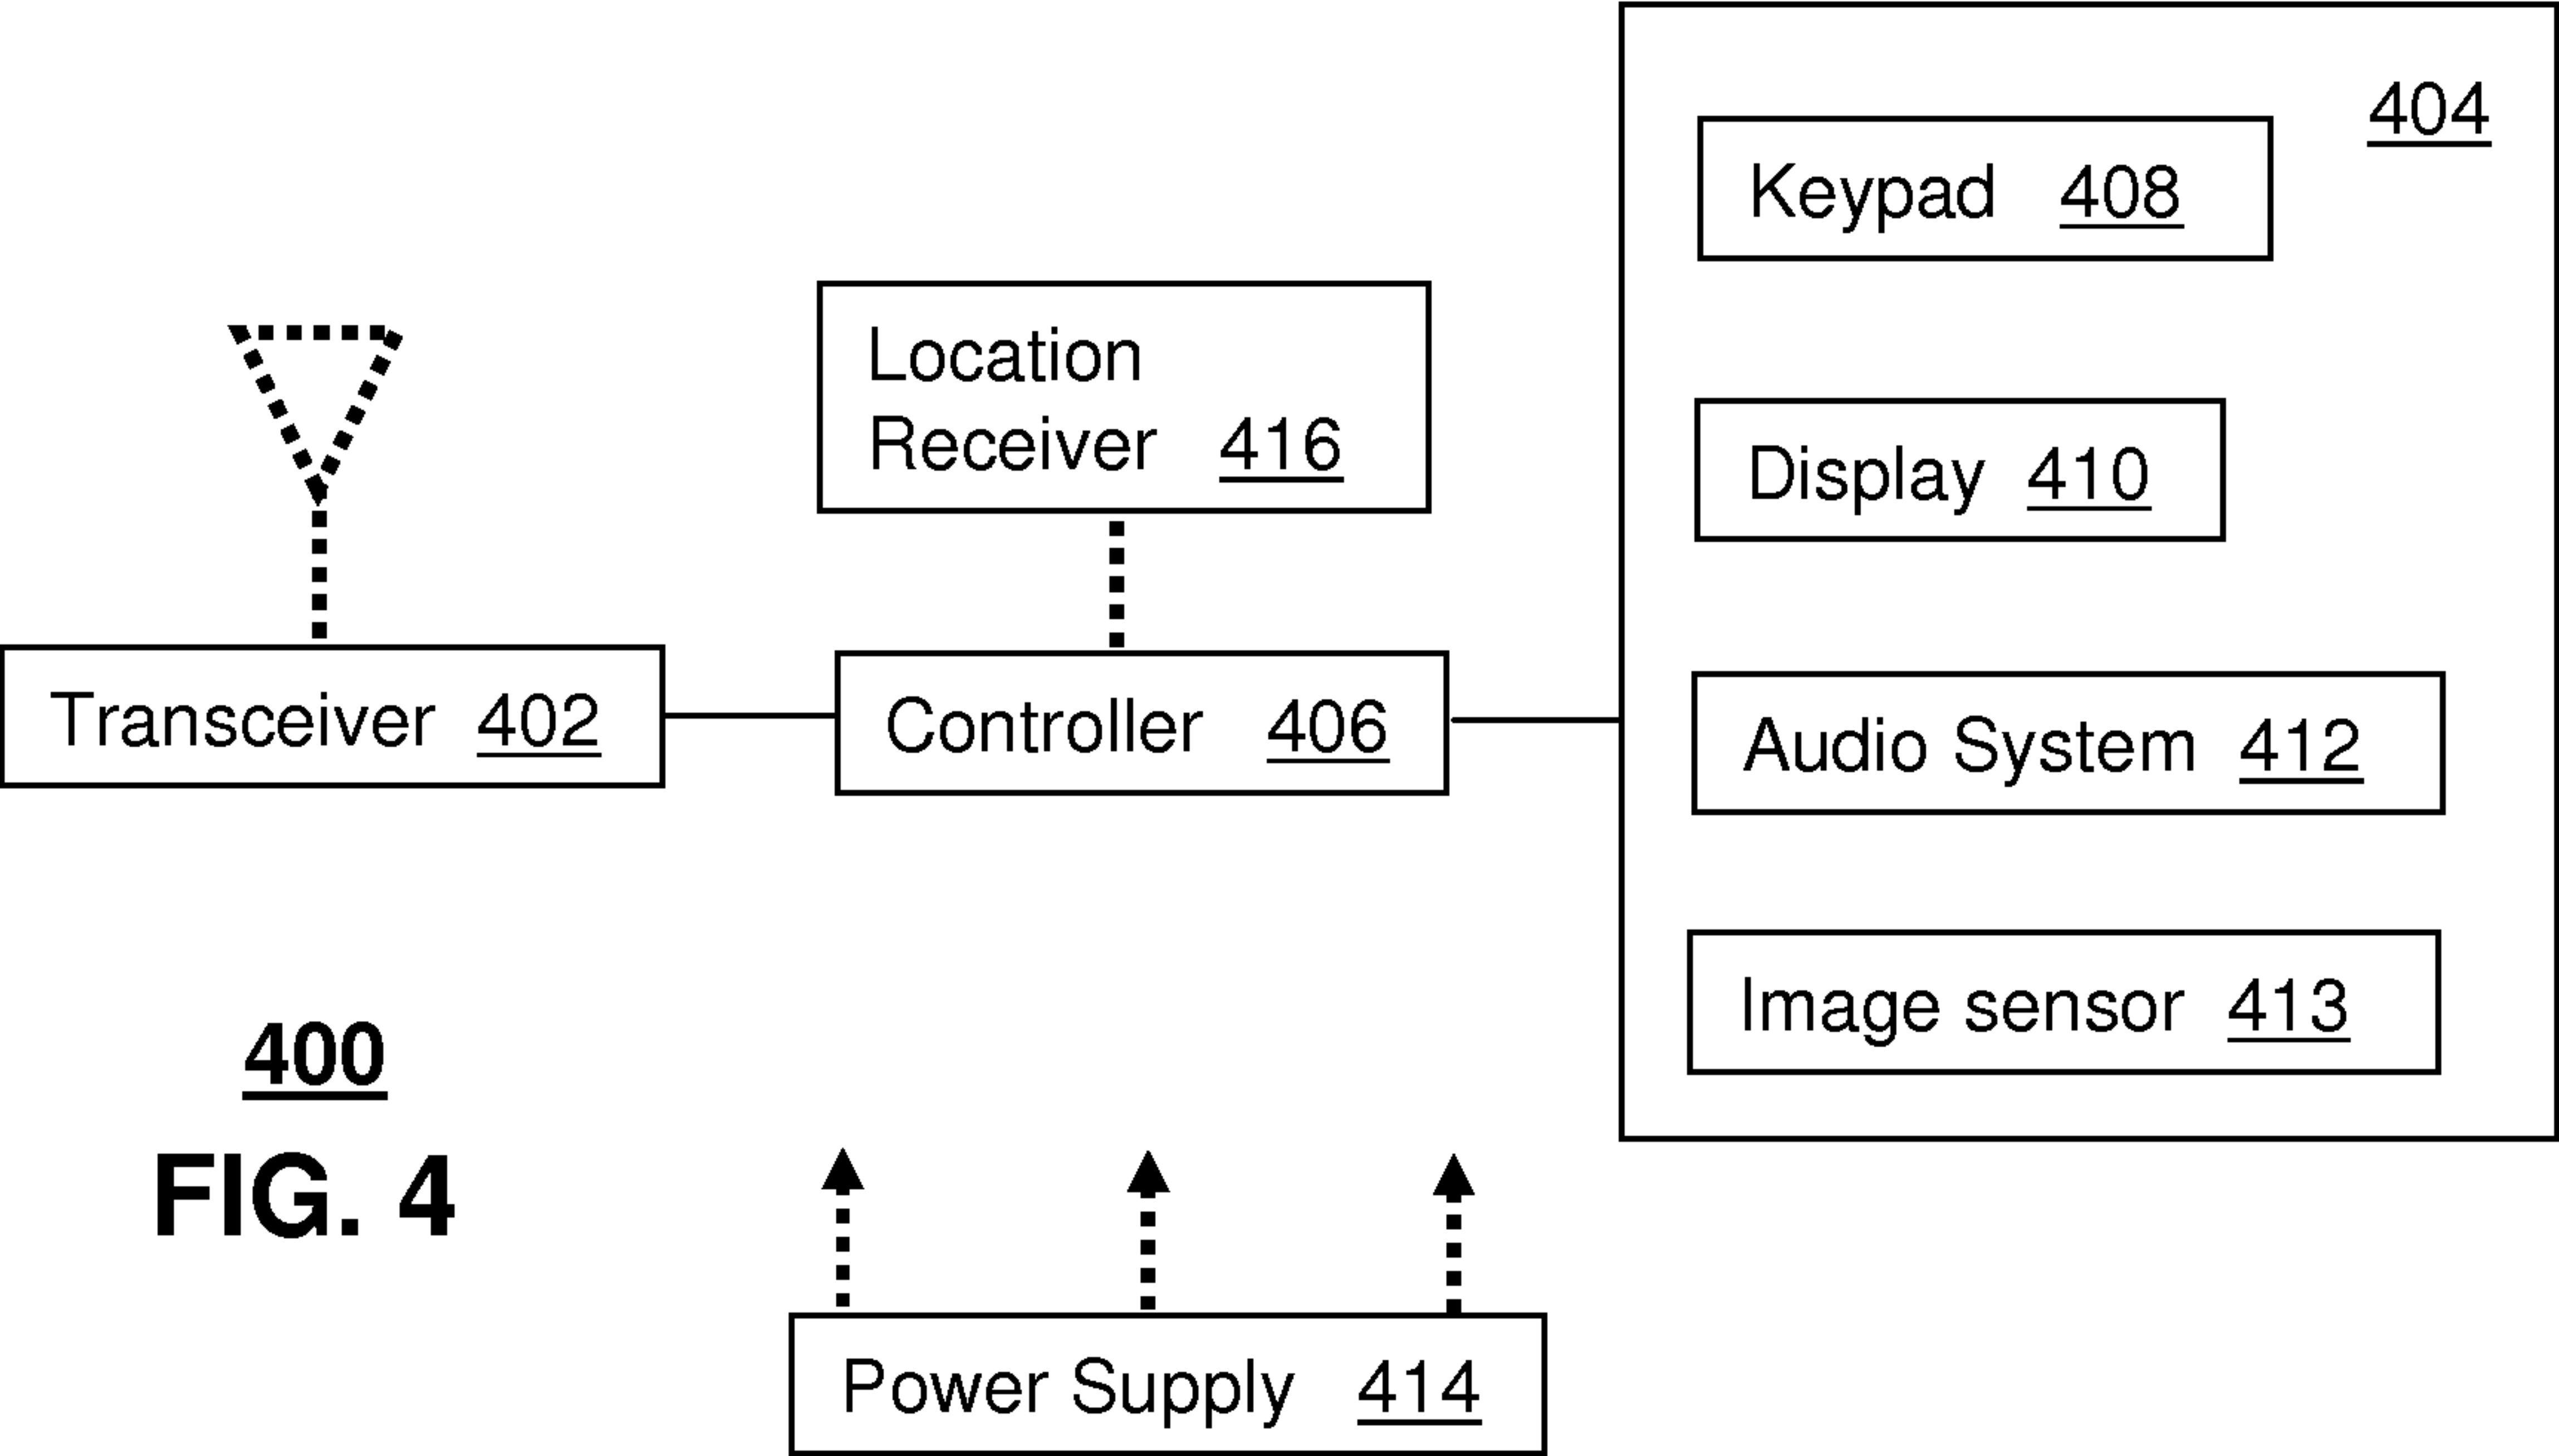 404
Keypad 408
Location
Receiver 416
Display 410
Transceiver 402
Controller 406
Audio System 412
Image sensor 413
400
FIG. 4
Power Supply 414